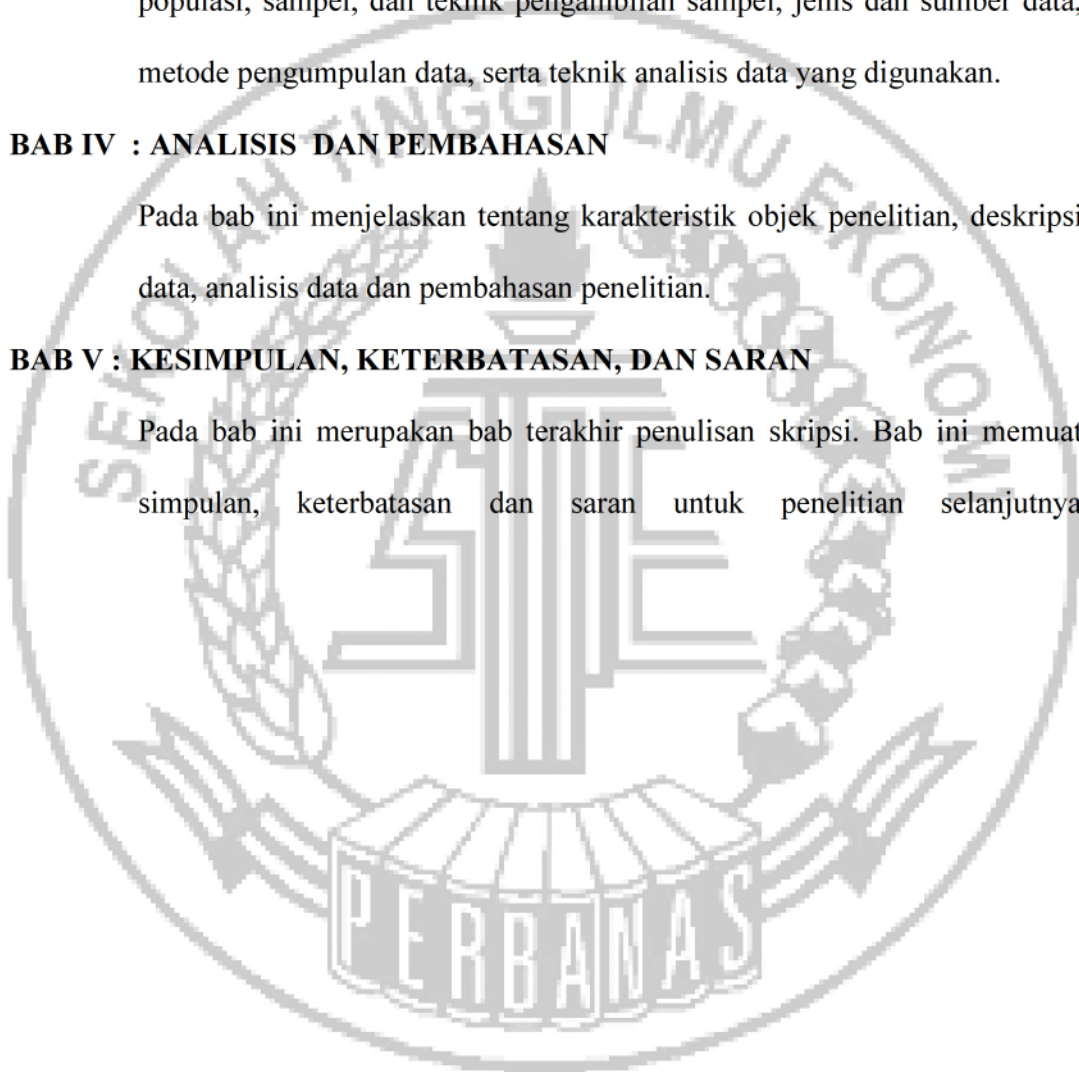 populasi, sampel, dan teknik pengambilan sampel, jenis dan sumber data,
metode pengumpulan data, serta teknik analisis data yang digunakan.
BAB IV : ANALISIS DAN PEMBAHASAN
Pada bab ini menjelaskan tentang karakteristik objek penelitian, deskripsi
data, analisis data dan pembahasan penelitian.
BAB V : KESIMPULAN, KETERBATASAN, DAN SARAN
Pada bab ini merupakan bab terakhir penulisan skripsi. Bab ini memuat
simpulan, keterbatasan dan saran untuk penelitian selanjutnya
SEKOLAH TINGGI ILMU EKONOMI
PERBANAS